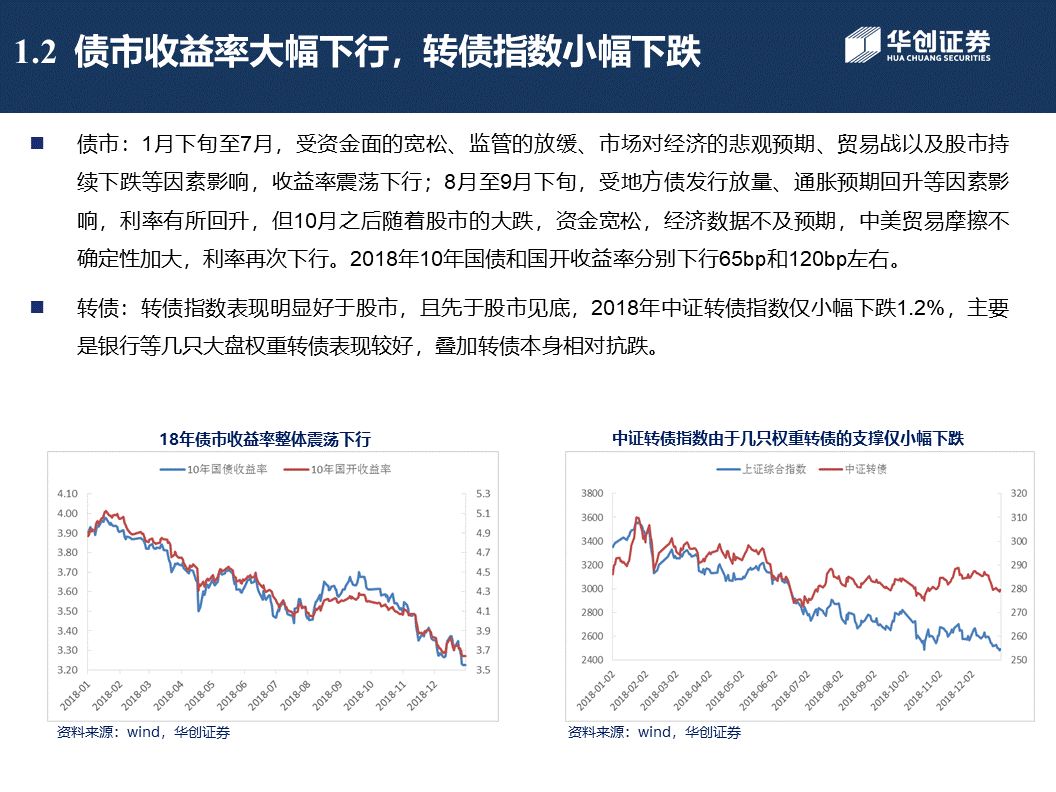 1.2 债市收益率大幅下行，转债指数小幅下跌
华创证券
HUA CHUANG SECURITIES
债市：1月下旬至7月，受资金面的宽松、监管的放缓、市场对经济的悲观预期、贸易战以及股市持
续下跌等因素影响，收益率震荡下行；8月至9月下旬，受地方债发行放量、通胀预期回升等因素影
响，利率有所回升，但10月之后随着股市的大跌，资金宽松，经济数据不及预期，中美贸易摩擦不
确定性加大，利率再次下行。2018年10年国债和国开收益率分别下行65bp和120bp左右。
转债：转债指数表现明显好于股市，且先于股市见底，2018年中证转债指数仅小幅下跌1.2%，主要
是银行等几只大盘权重转债表现较好，叠加转债本身相对抗跌。
18年债市收益率整体震荡下行
10年国债收益率 10年国开收益率
4.10 5.3
4.00 5.1
3.90 4.9
3.80 4.7
3.70 4.5
3.60 4.3
3.50 4.1
3.40 3.9
3.30 3.7
3.20 3.5
2018-01 2018-02 2018-03 2018-04 2018-05 2018-06 2018-07 2018-08 2018-09 2018-10 2018-11 2018-12
资料来源：wind，华创证券
中证转债指数由于几只权重转债的支撑仅小幅下跌
上证综合指数 中证转债
3800 320
3600 310
3400 300
3200 290
3000 280
2800 270
2600 260
2400 250
2018-01-02 2018-02-02 2018-03-02 2018-04-02 2018-05-02 2018-06-02 2018-07-02 2018-08-02 2018-09-02 2018-10-02 2018-11-02 2018-12-02
资料来源：wind，华创证券